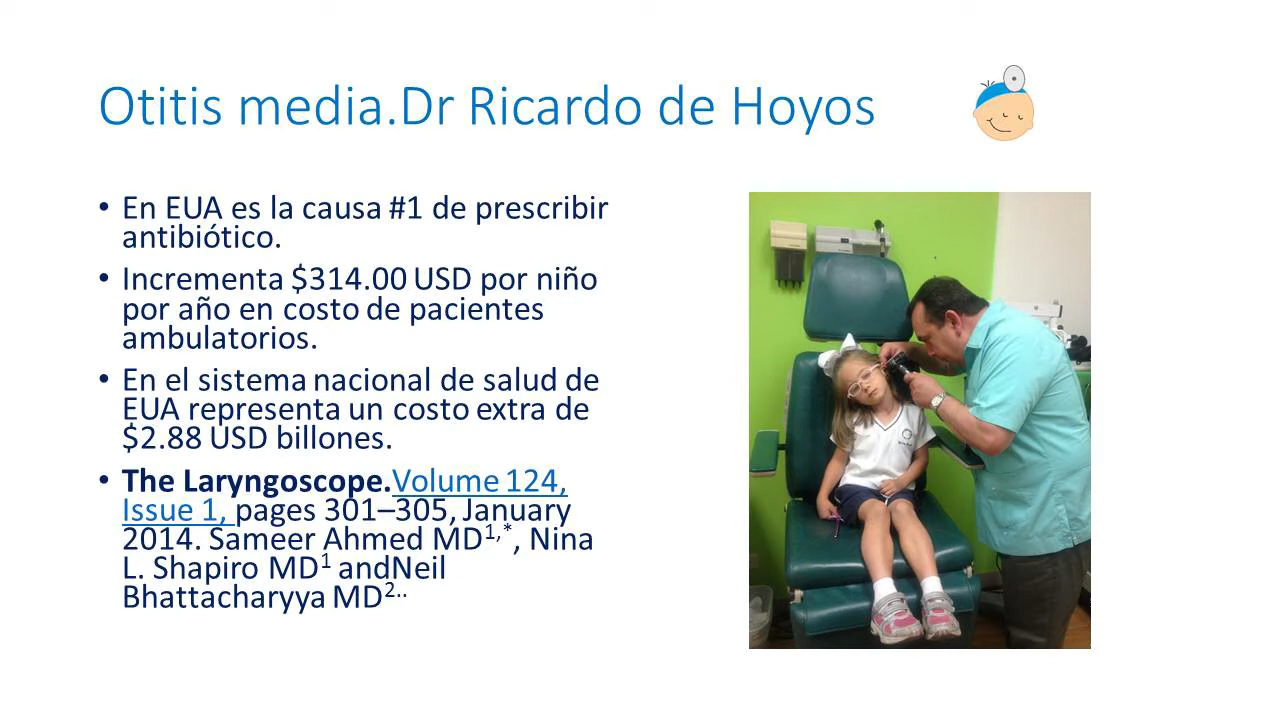 Otitis media.Dr Ricardo de Hoyos
En EUA es la causa #1 de prescribir
antibiótico.
Incrementa $314.00 USD por niño
por año en costo de pacientes
ambulatorios.
En el sistema nacional de salud de
EUA representa un costo extra de
$2.88 USD billones.
The Laryngoscope.Volume 124,
Issue 1, pages 301–305, January
2014. Sameer Ahmed MD1,*, Nina
L. Shapiro MD1 andNeil
Bhattacharyya MD2..